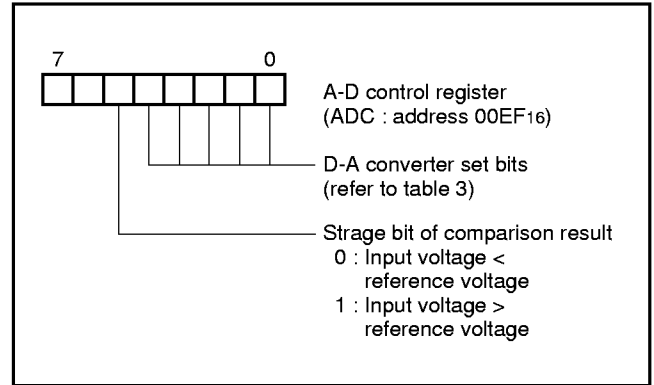 7 0
A-D control register
(ADC : address 00EF16)
D-A converter set bits
(refer to table 3)
Strage bit of comparison result
0 : Input voltage <
reference voltage
1 : Input voltage >
reference voltage